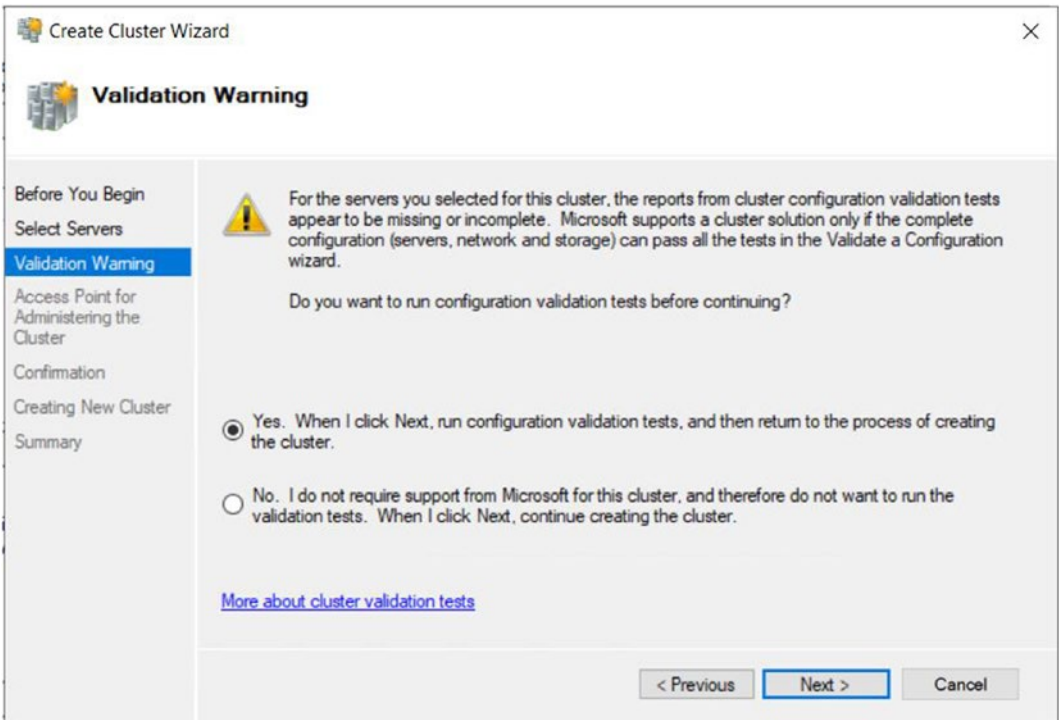 Create Cluster Wizard
Validation Warning
Before You Begin
Select Servers
Validation Warning
Access Point for
Administering the
Cluster
Confirmation
Creating New Cluster
Summary
For the servers you selected for this cluster, the reports from cluster configuration validation tests
appear to be missing or incomplete.  Microsoft supports a cluster solution only if the complete
configuration (servers, network and storage) can pass all the tests in the Validate a Configuration
wizard.
Do you want to run configuration validation tests before continuing?
Yes.  When I click Next, run configuration validation tests, and then return to the process of creating
the cluster.
No.  I do not require support from Microsoft for this cluster, and therefore do not want to run the
validation tests.  When I click Next, continue creating the cluster.
More about cluster validation tests
< Previous
Next >
Cancel